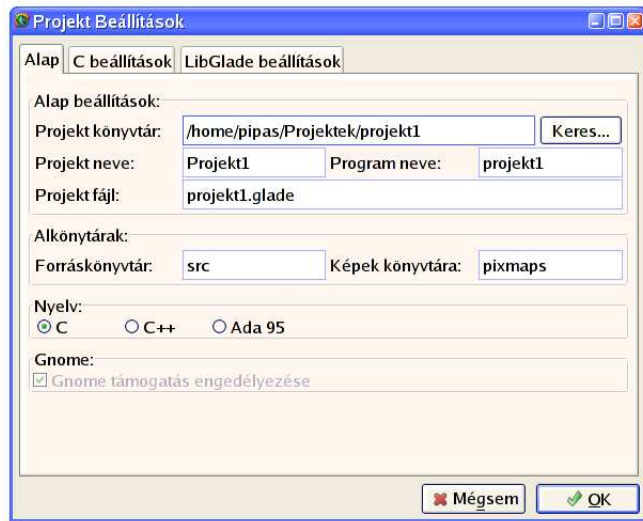 Projekt Beállítások
Alap C beállítások LibGlade beállítások
Alap beállítások:
Projekt könyvtár: /home/pipas/Projektek/projekt1 Keres...
Projekt neve: Projekt1 Program neve: projekt1
Projekt fájl: projekt1.glade
Alkönytárak:
Forráskönyvtár: src Képek könyvtára: pixmaps
Nyelv:
C C++ Ada 95
Gnome:
Gnome támogatás engedélyezése
Mégsem OK